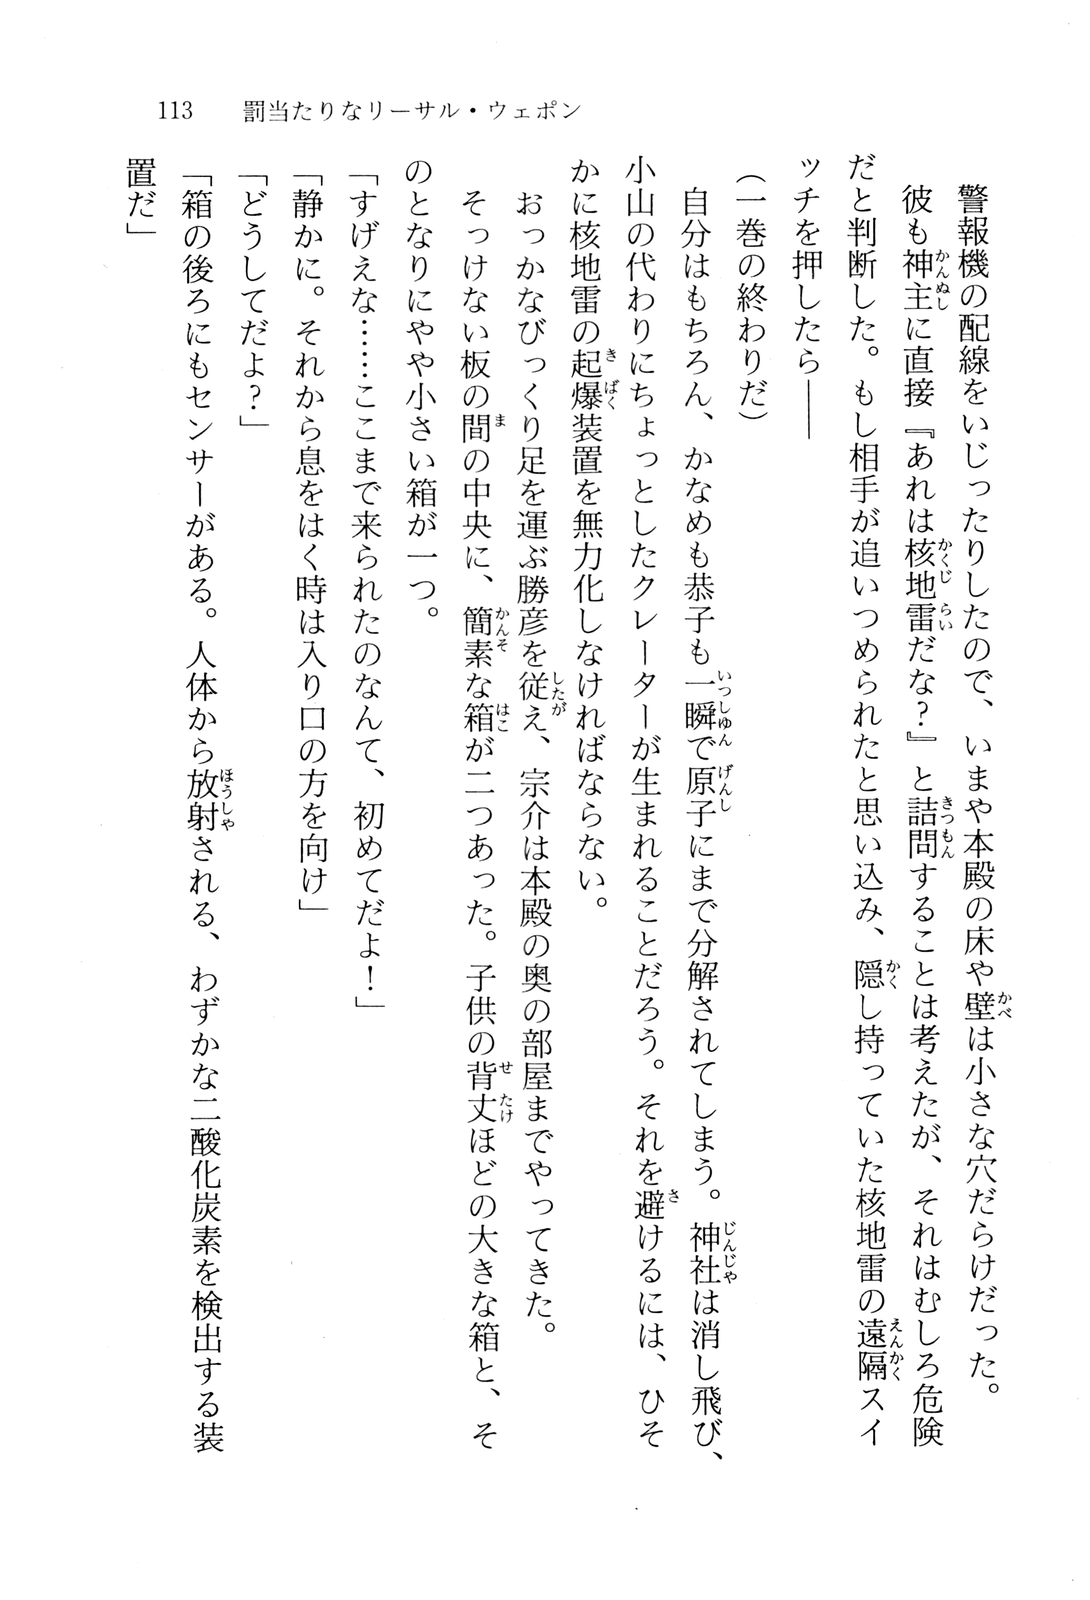 113　罰当たりなリーサル・ウェポン
警報機の配線をいじったりしたので、いまや本殿の床や壁は小さな穴だらけだった。
彼も神主に直接『あれは核地雷だな？』と詰問することは考えたが、それはむしろ危険
だと判断した。もし相手が追いつめられたと思い込み、隠し持っていた核地雷の遠隔スイ
ッチを押したら――
（一巻の終わりだ）
自分はもちろん、かなめも恭子も一瞬で原子にまで分解されてしまう。神社は消し飛び、
小山の代わりにちょっとしたクレーターが生まれることだろう。それを避けるには、ひそ
かに核地雷の起爆装置を無力化しなければならない。
おっかなびっくり足を運ぶ勝彦を従え、宗介は本殿の奥の部屋までやってきた。
そっけない板の間の中央に、簡素な箱が二つあった。子供の背丈ほどの大きな箱と、そ
のとなりにやや小さい箱が一つ。
「すげえな……ここまで来られたのなんて、初めてだよ！」
「静かに。それから息をはく時は入り口の方を向け」
「どうしてだよ？」
「箱の後ろにもセンサーがある。人体から放射される、わずかな二酸化炭素を検出する装
置だ」